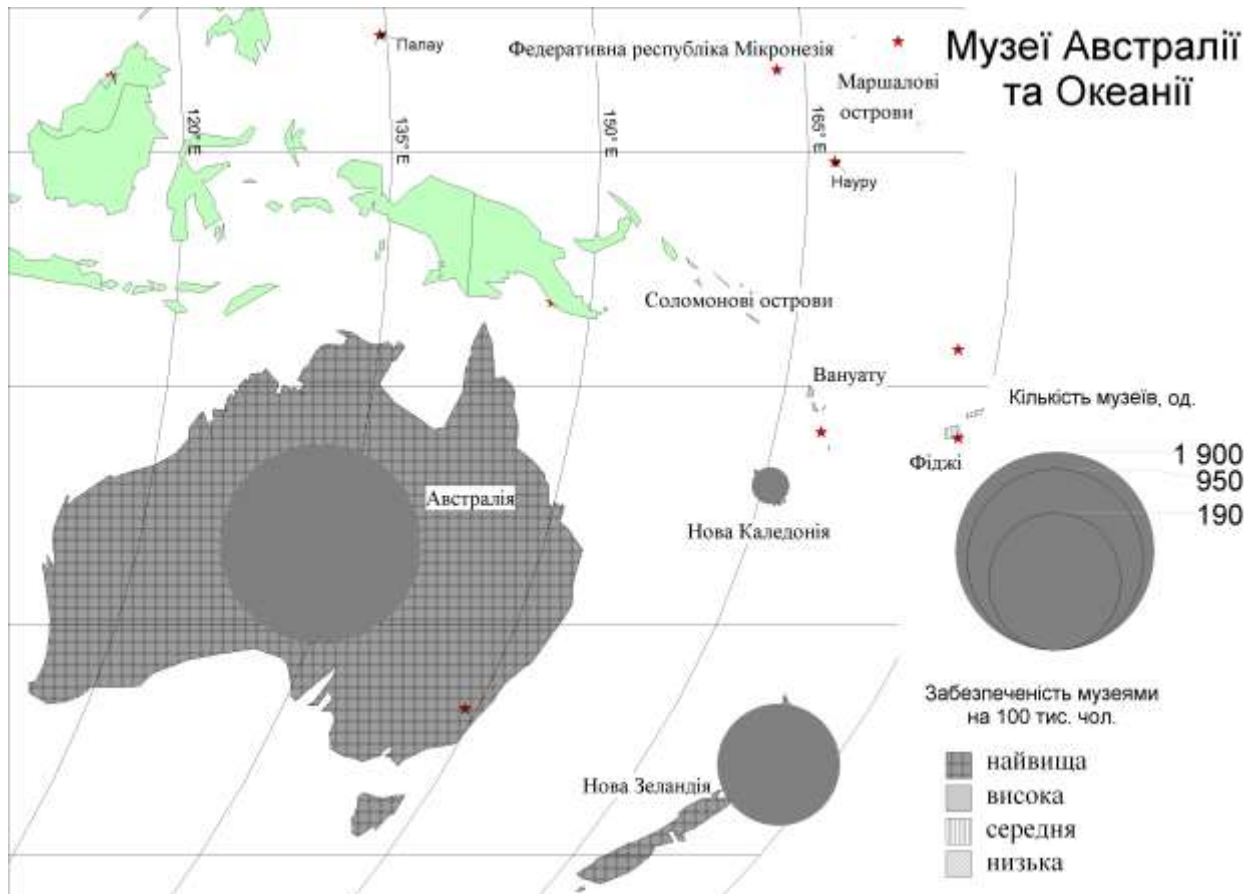 Музеї Австралії
та Океанії
Палау
Федеративна республіка Мікронезія
Маршалові
острови
120° E
135° E
150° E
165° E
Науру
Соломонові острови
Вануату
Кількість музеїв, од.
Фіджі
1 900
950
190
Австралія
Нова Каледонія
Забезпеченість музеями
на 100 тис. чол.
найвища
висока
середня
низька
Нова Зеландія